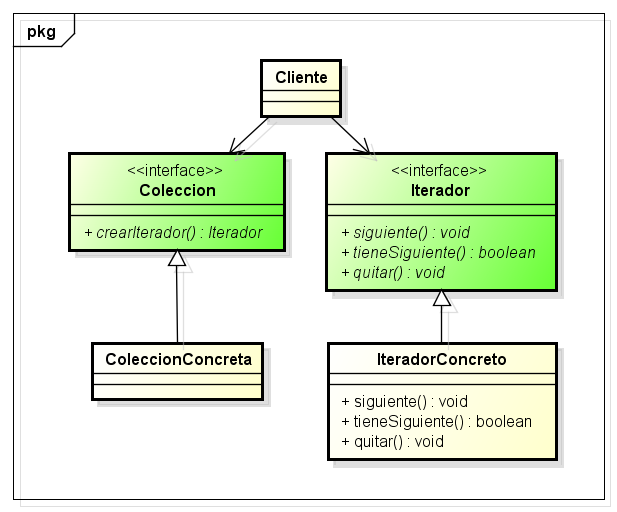 pkg
Cliente
<<interface>>
Coleccion
+ crearIterador() : Iterador
<<interface>>
Iterador
+ siguiente() : void
+ tieneSiguiente() : boolean
+ quitar() : void
ColeccionConcreta
IteradorConcreto
+ siguiente() : void
+ tieneSiguiente() : boolean
+ quitar() : void